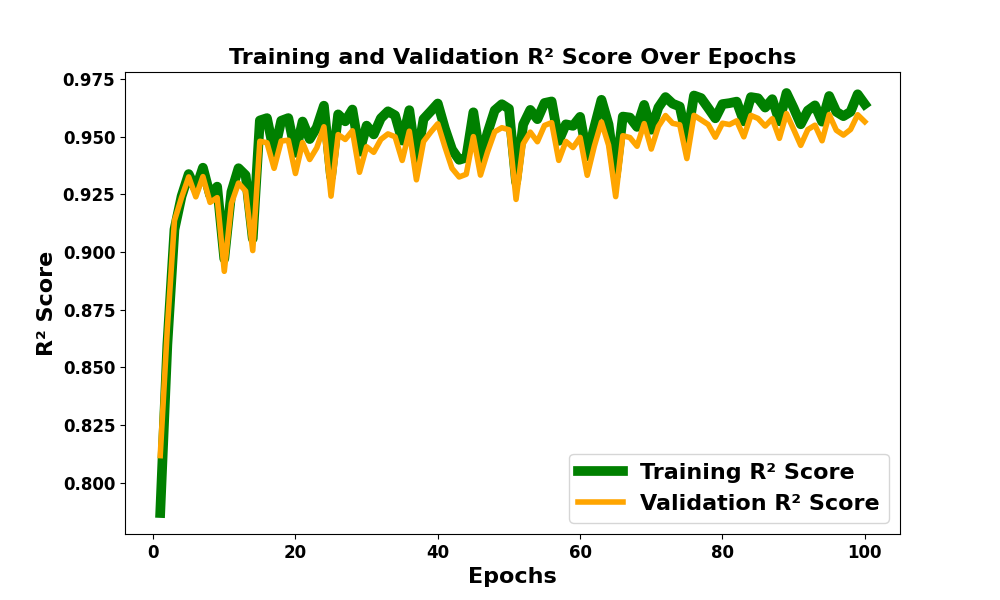 Training and Validation R² Score Over Epochs
R² Score
0.975
0.950
0.925
0.900
0.875
0.850
0.825
0.800
0 20 40 60 80 100
Epochs
Training R² Score
Validation R² Score